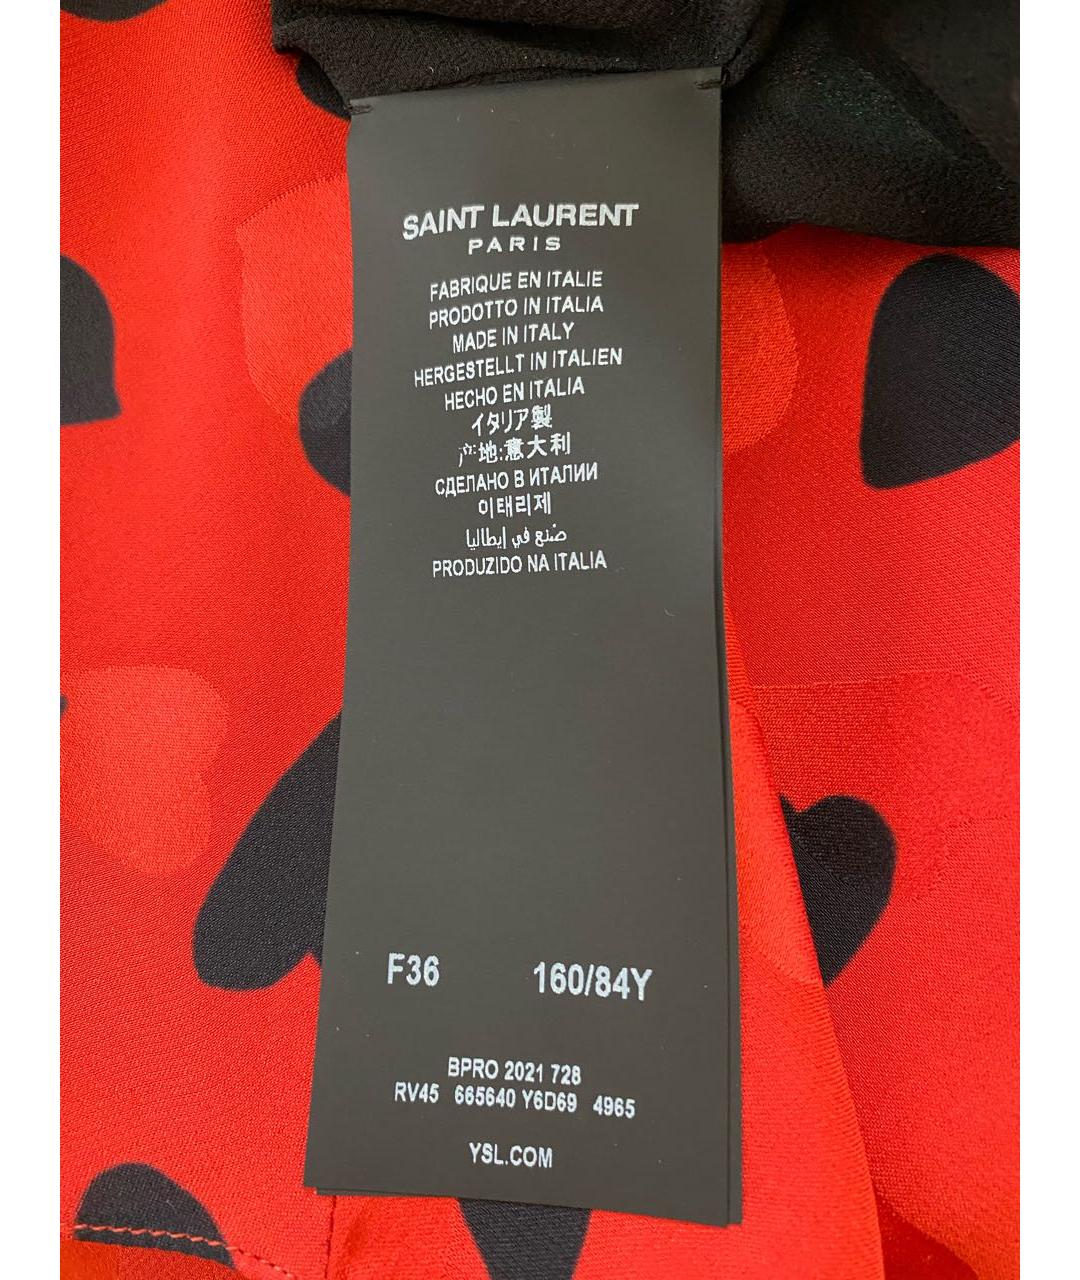 SAINT LAURENT
PARIS
FABRIQUE EN ITALIE
PRODOTTO IN ITALIA
MADE IN ITALY
HERGESTELLT IN ITALIEN
HECHO EN ITALIA
イタリア製
产地:意大利
СДЕЛАНО В ИТАЛИИ
이태리제
صنع في إيطاليا
PRODUZIDO NA ITALIA
F36 160/84Y
BPRO 2021 728
RV45 665640 Y6D69 4965
YSL.COM